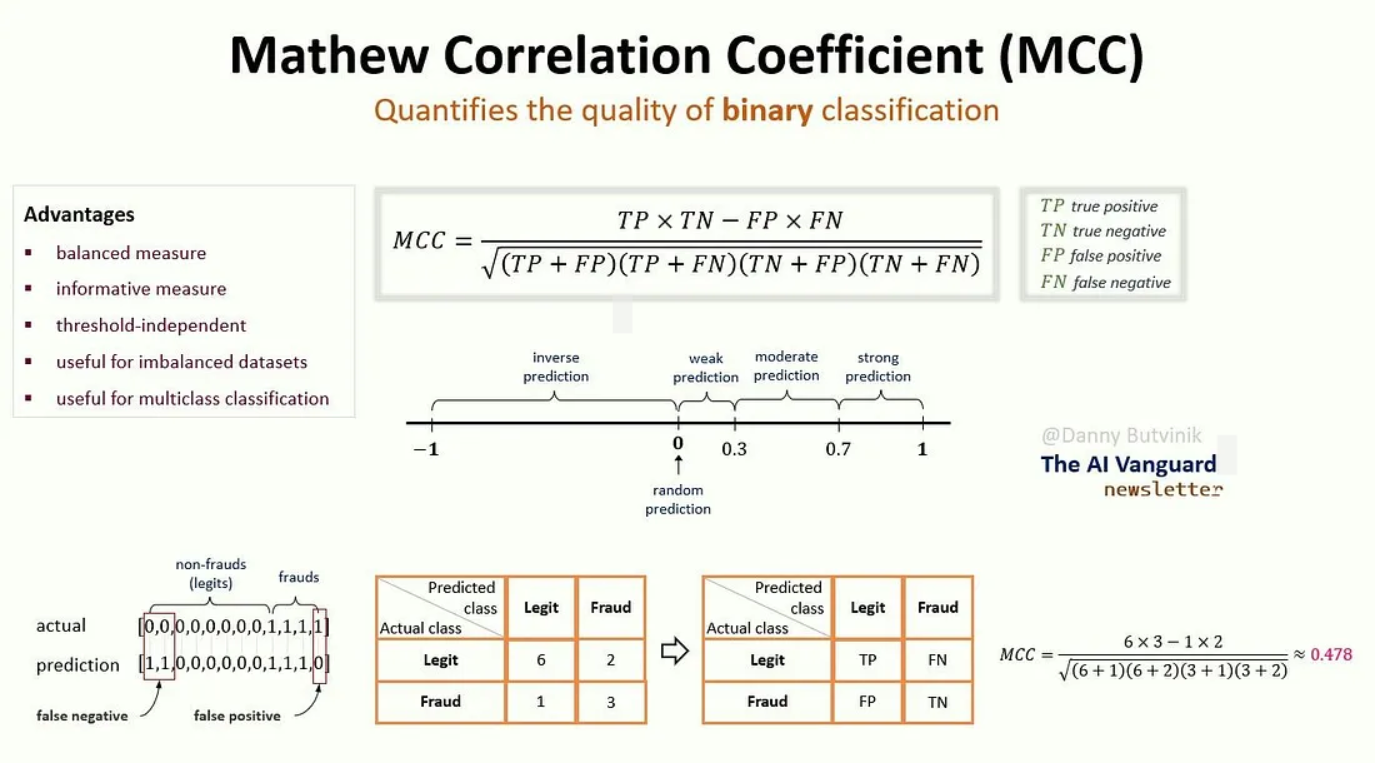 Mathew Correlation Coefficient (MCC)
Quantifies the quality of binary classification
Advantages
▪ balanced measure
▪ informative measure
▪ threshold-independent
▪ useful for imbalanced datasets
▪ useful for multiclass classification
MCC = TP × TN − FP × FN / √(TP + FP)(TP + FN)(TN + FP)(TN + FN)
TP true positive
TN true negative
FP false positive
FN false negative
inverse prediction
weak prediction
moderate prediction
strong prediction
−1 0 0.3 0.7 1
random prediction
@Danny Butvinik
The AI Vanguard
newsletter
non-frauds (legits)
frauds
actual [0,0,0,0,0,0,0,0,1,1,1,1]
prediction [1,1,0,0,0,0,0,0,1,1,1,0]
false negative
false positive
Predicted class
Actual class
Legit Fraud
Legit 6 2
Fraud 1 3
Predicted class
Actual class
Legit Fraud
Legit TP FN
Fraud FP TN
MCC = 6 × 3 − 1 × 2 / √(6 + 1)(6 + 2)(3 + 1)(3 + 2) ≈ 0.478